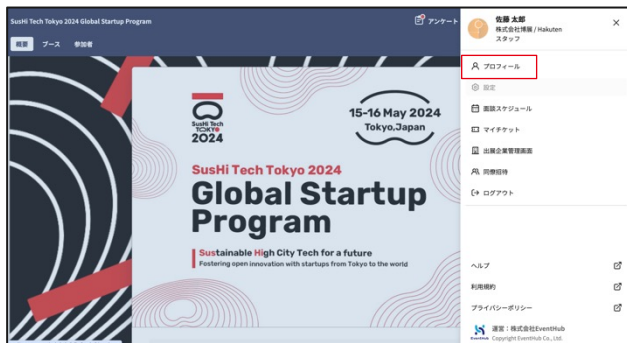 SusHi Tech Tokyo 2024 Global Startup Program
アンケート
概要 ブース 参加者
SusHi Tech
TOKYO
2024
15-16 May 2024
Tokyo,Japan
SusHi Tech Tokyo 2024
Global Startup
Program
Sustainable High City Tech for a future
Fostering open innovation with startups from Tokyo to the world
佐藤 太郎
株式会社博展 / Hakuten
スタッフ
プロフィール
設定
面談スケジュール
マイチケット
出展企業管理画面
同僚招待
ログアウト
ヘルプ
利用規約
プライバシーポリシー
運営：株式会社EventHub
EventHub Copyright EventHub Co., Ltd.